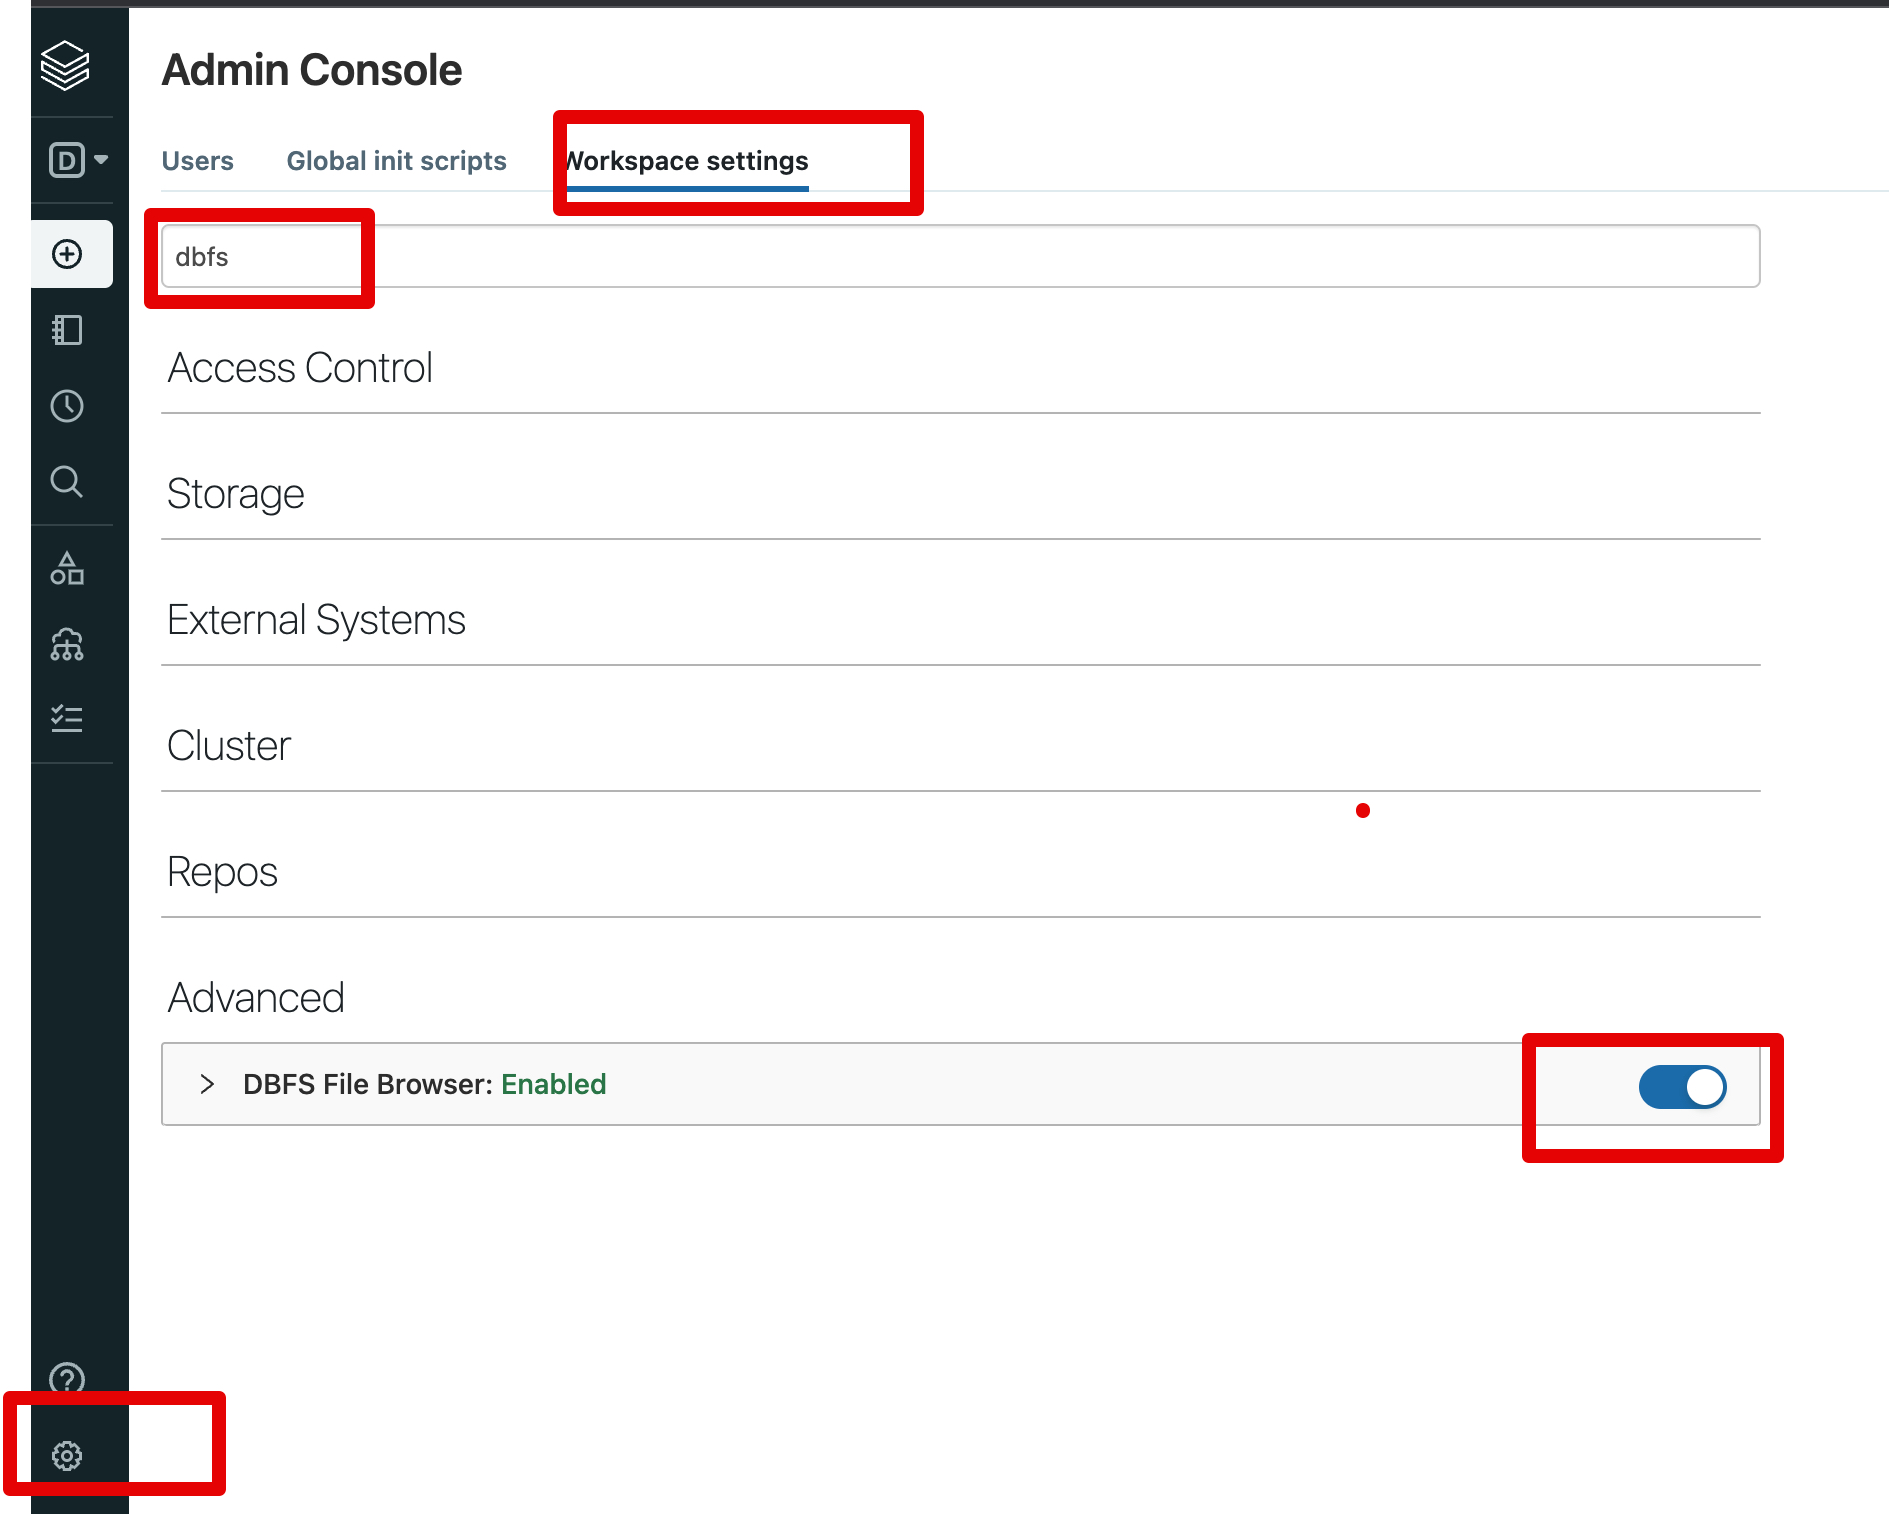 Admin Console
D
Users Global init scripts Workspace settings
dbfs
Access Control
Storage
External Systems
Cluster
Repos
Advanced
DBFS File Browser: Enabled